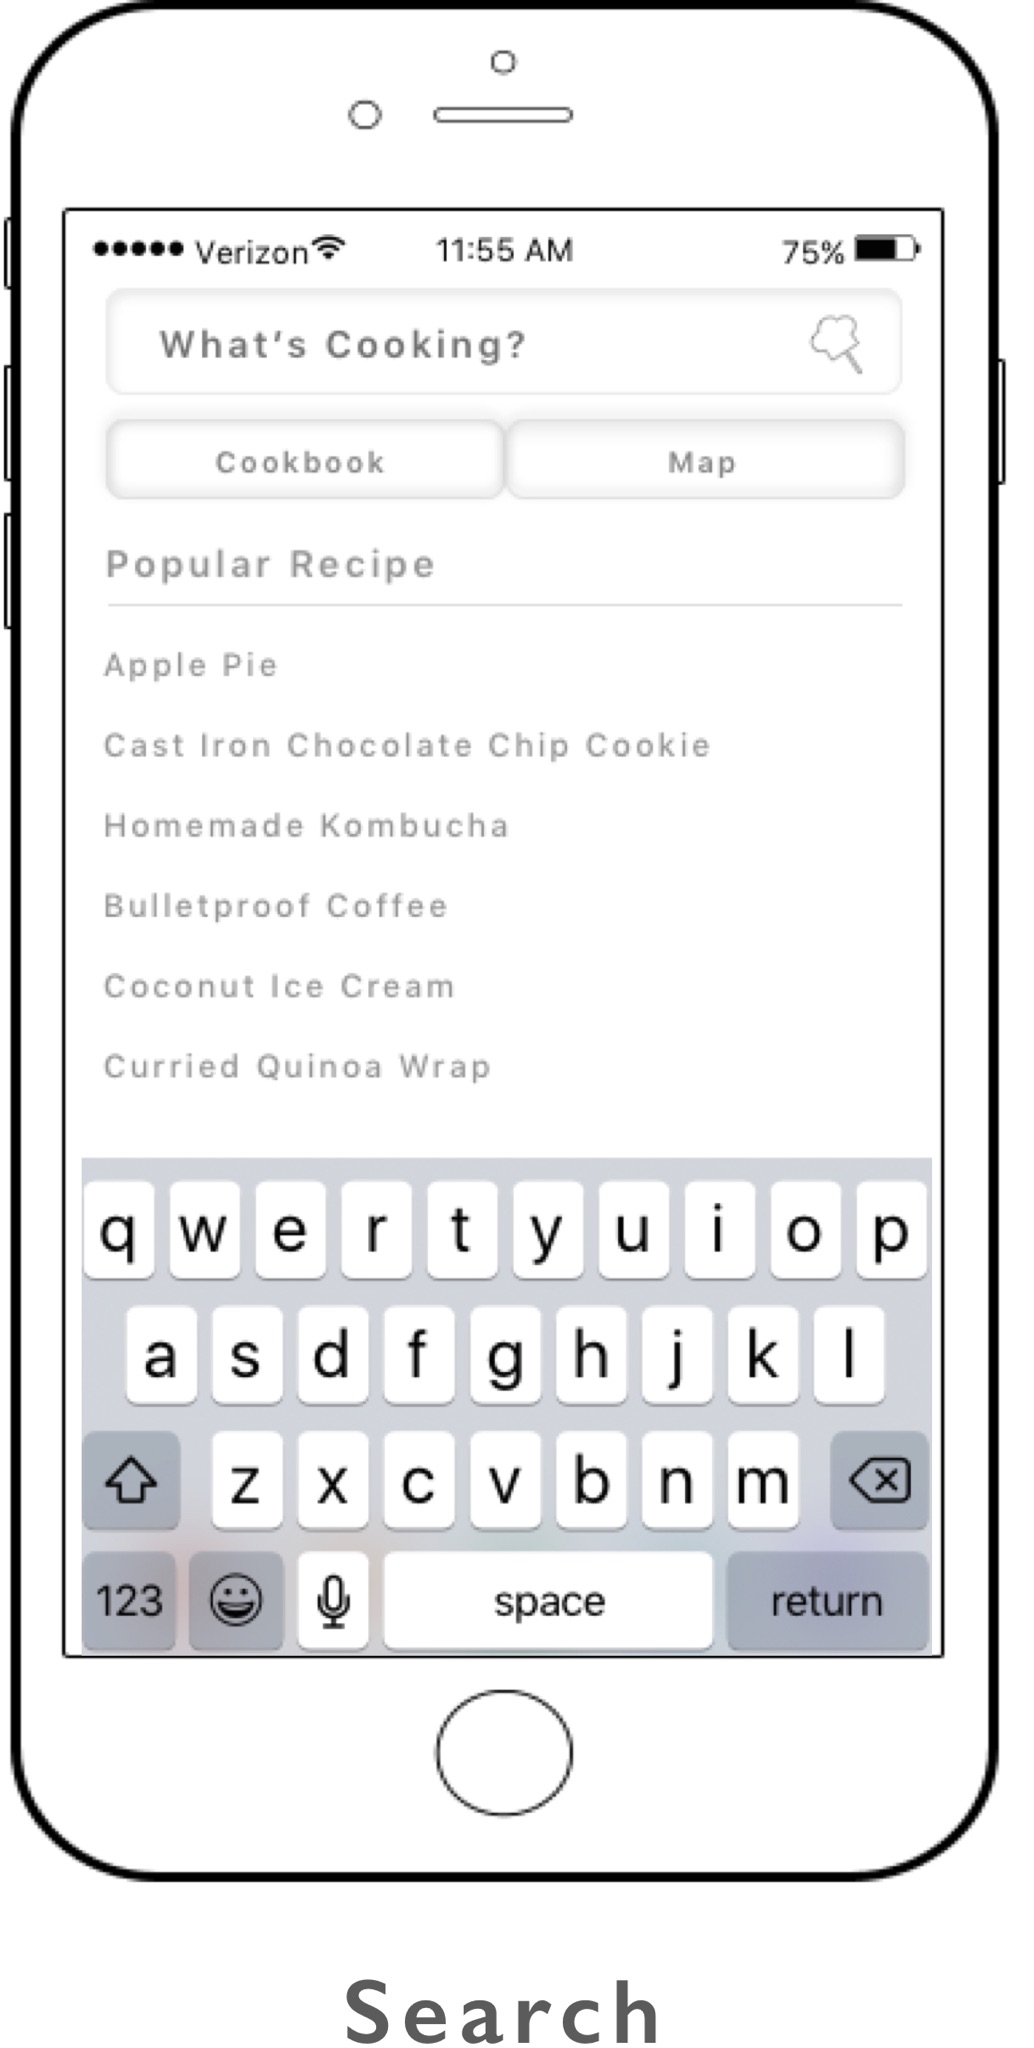 Verizon 11:55 AM 75%
What's Cooking?
Cookbook Map
Popular Recipe
Apple Pie
Cast Iron Chocolate Chip Cookie
Homemade Kombucha
Bulletproof Coffee
Coconut Ice Cream
Curried Quinoa Wrap
q w e r t y u i o p
a s d f g h j k l
z x c v b n m
123 space return
Search